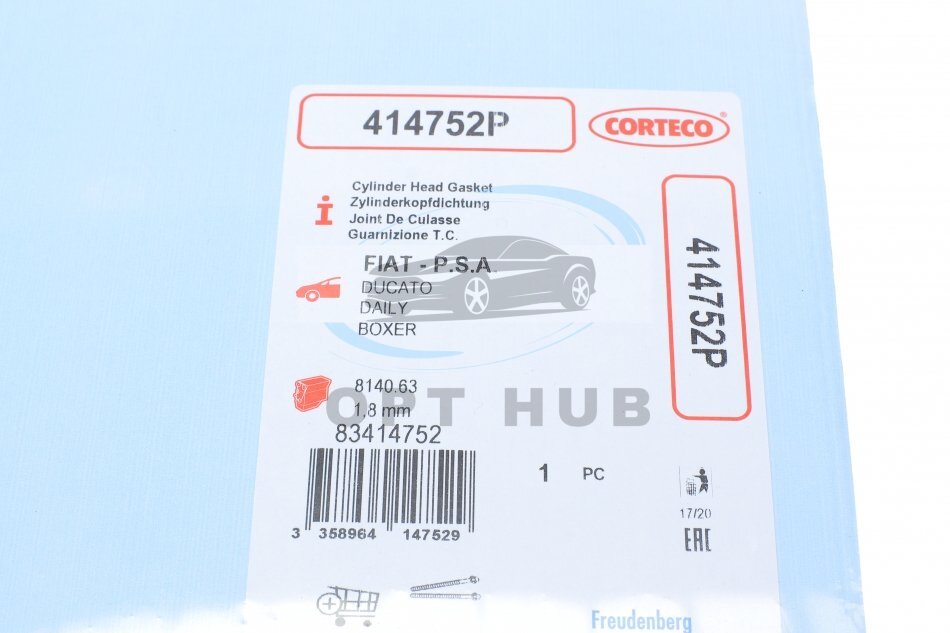 414752P
CORTECO®
Cylinder Head Gasket
Zylinderkopfdichtung
Joint De Culasse
Guarnizione T.C.
FIAT - P.S.A.
DUCATO
DAILY
BOXER
414752P
8140.63
1,8 mm
OPT HUB
83414752
1 PC
3 358964 147529
17/20
EAC
Freudenberg